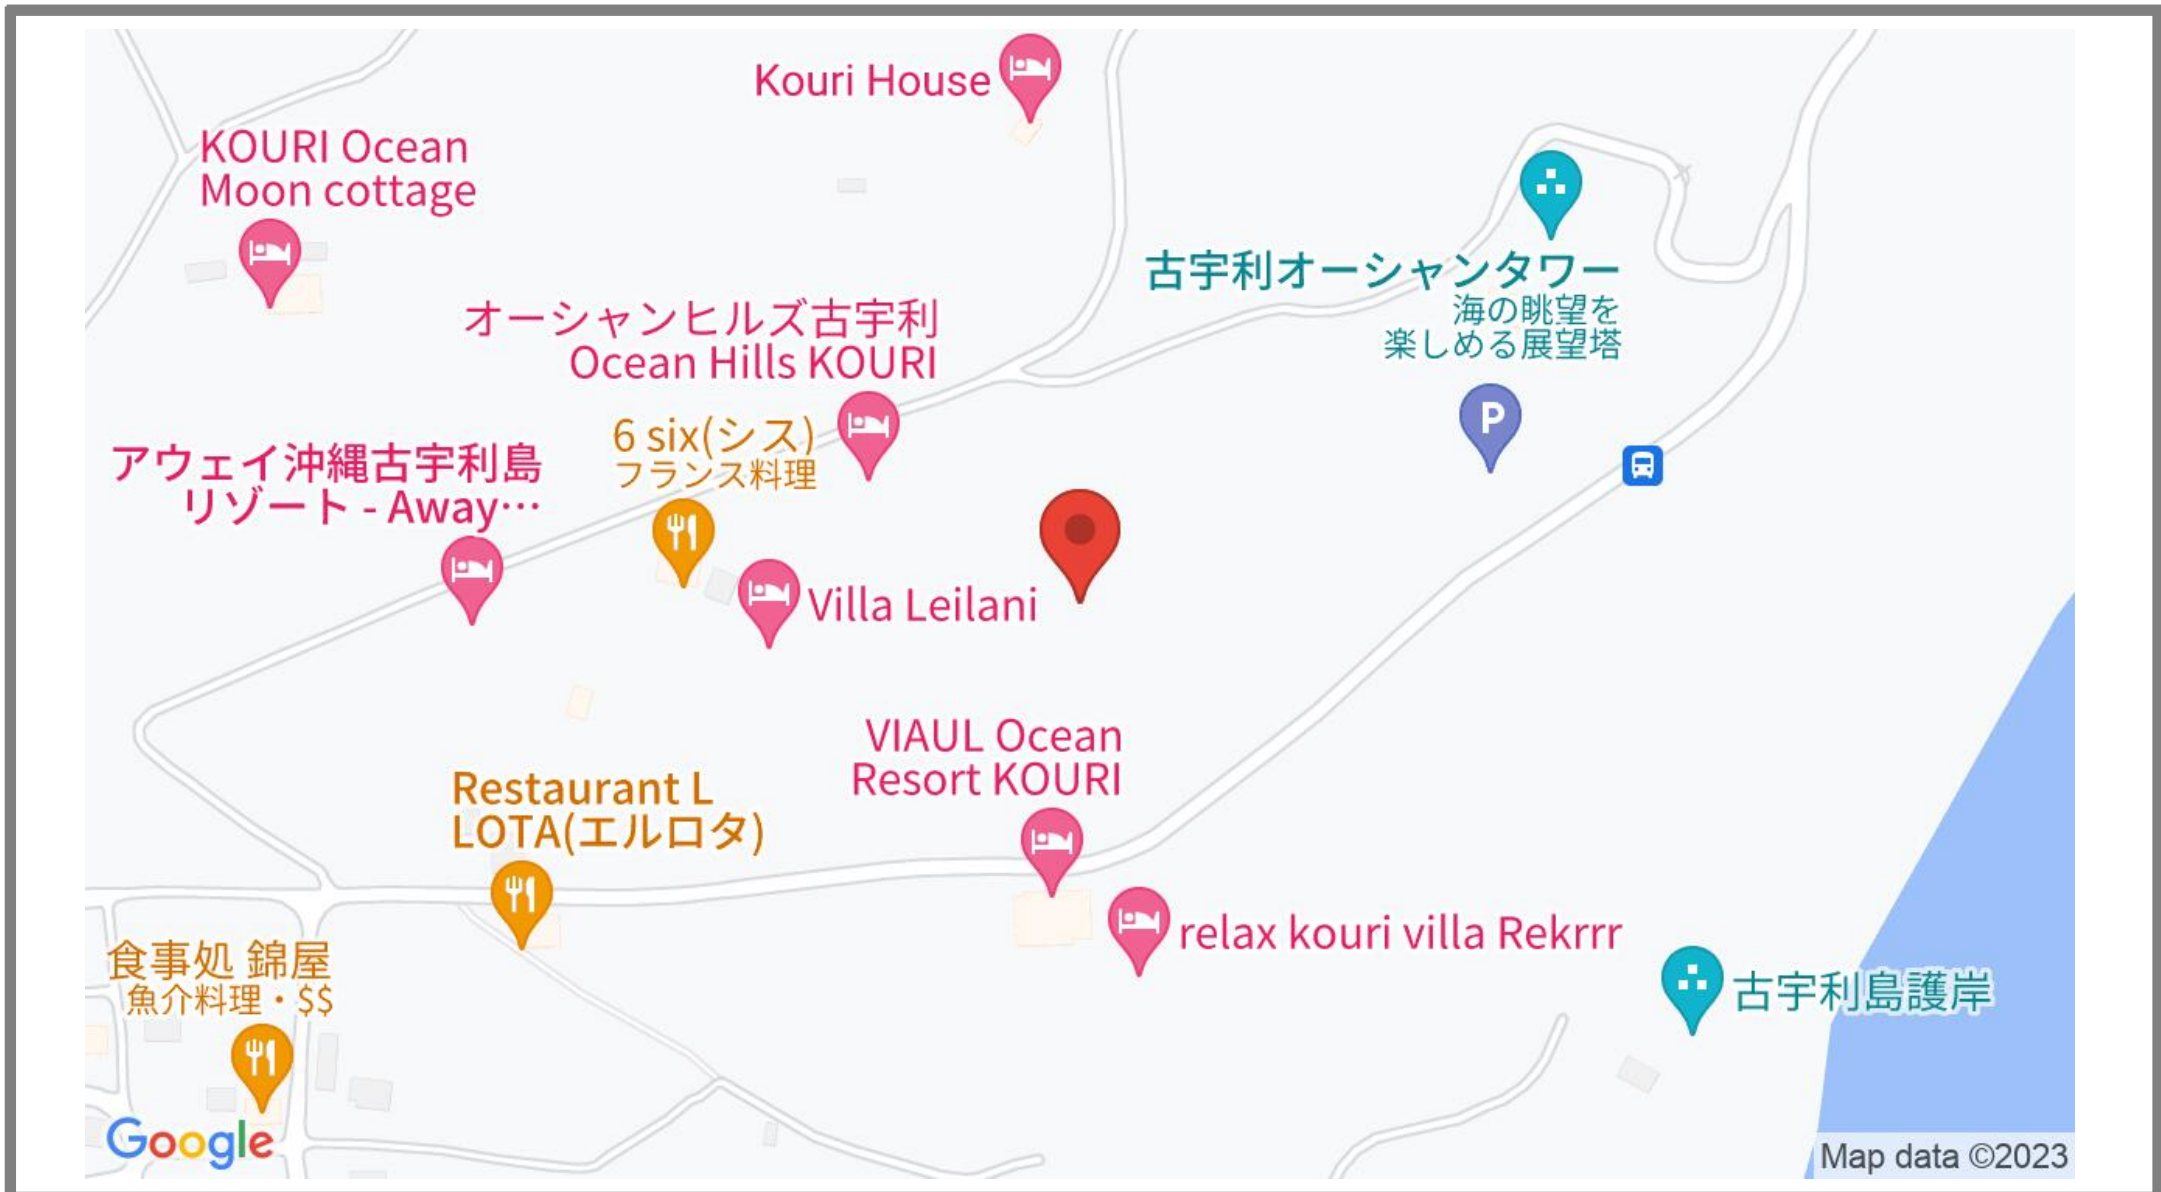 Kouri House
KOURI Ocean
Moon cottage
古宇利オーシャンタワー
海の眺望を
楽しめる展望塔
オーシャンヒルズ古宇利
Ocean Hills KOURI
P
6 six(シス)
フランス料理
アウェイ沖縄古宇利島
リゾート - Away…
Villa Leilani
VIAUL Ocean
Resort KOURI
Restaurant L
LOTA(エルロタ)
relax kouri villa Rekrrr
食事処 錦屋
魚介料理・$$
古宇利島護岸
Google
Map data ©2023